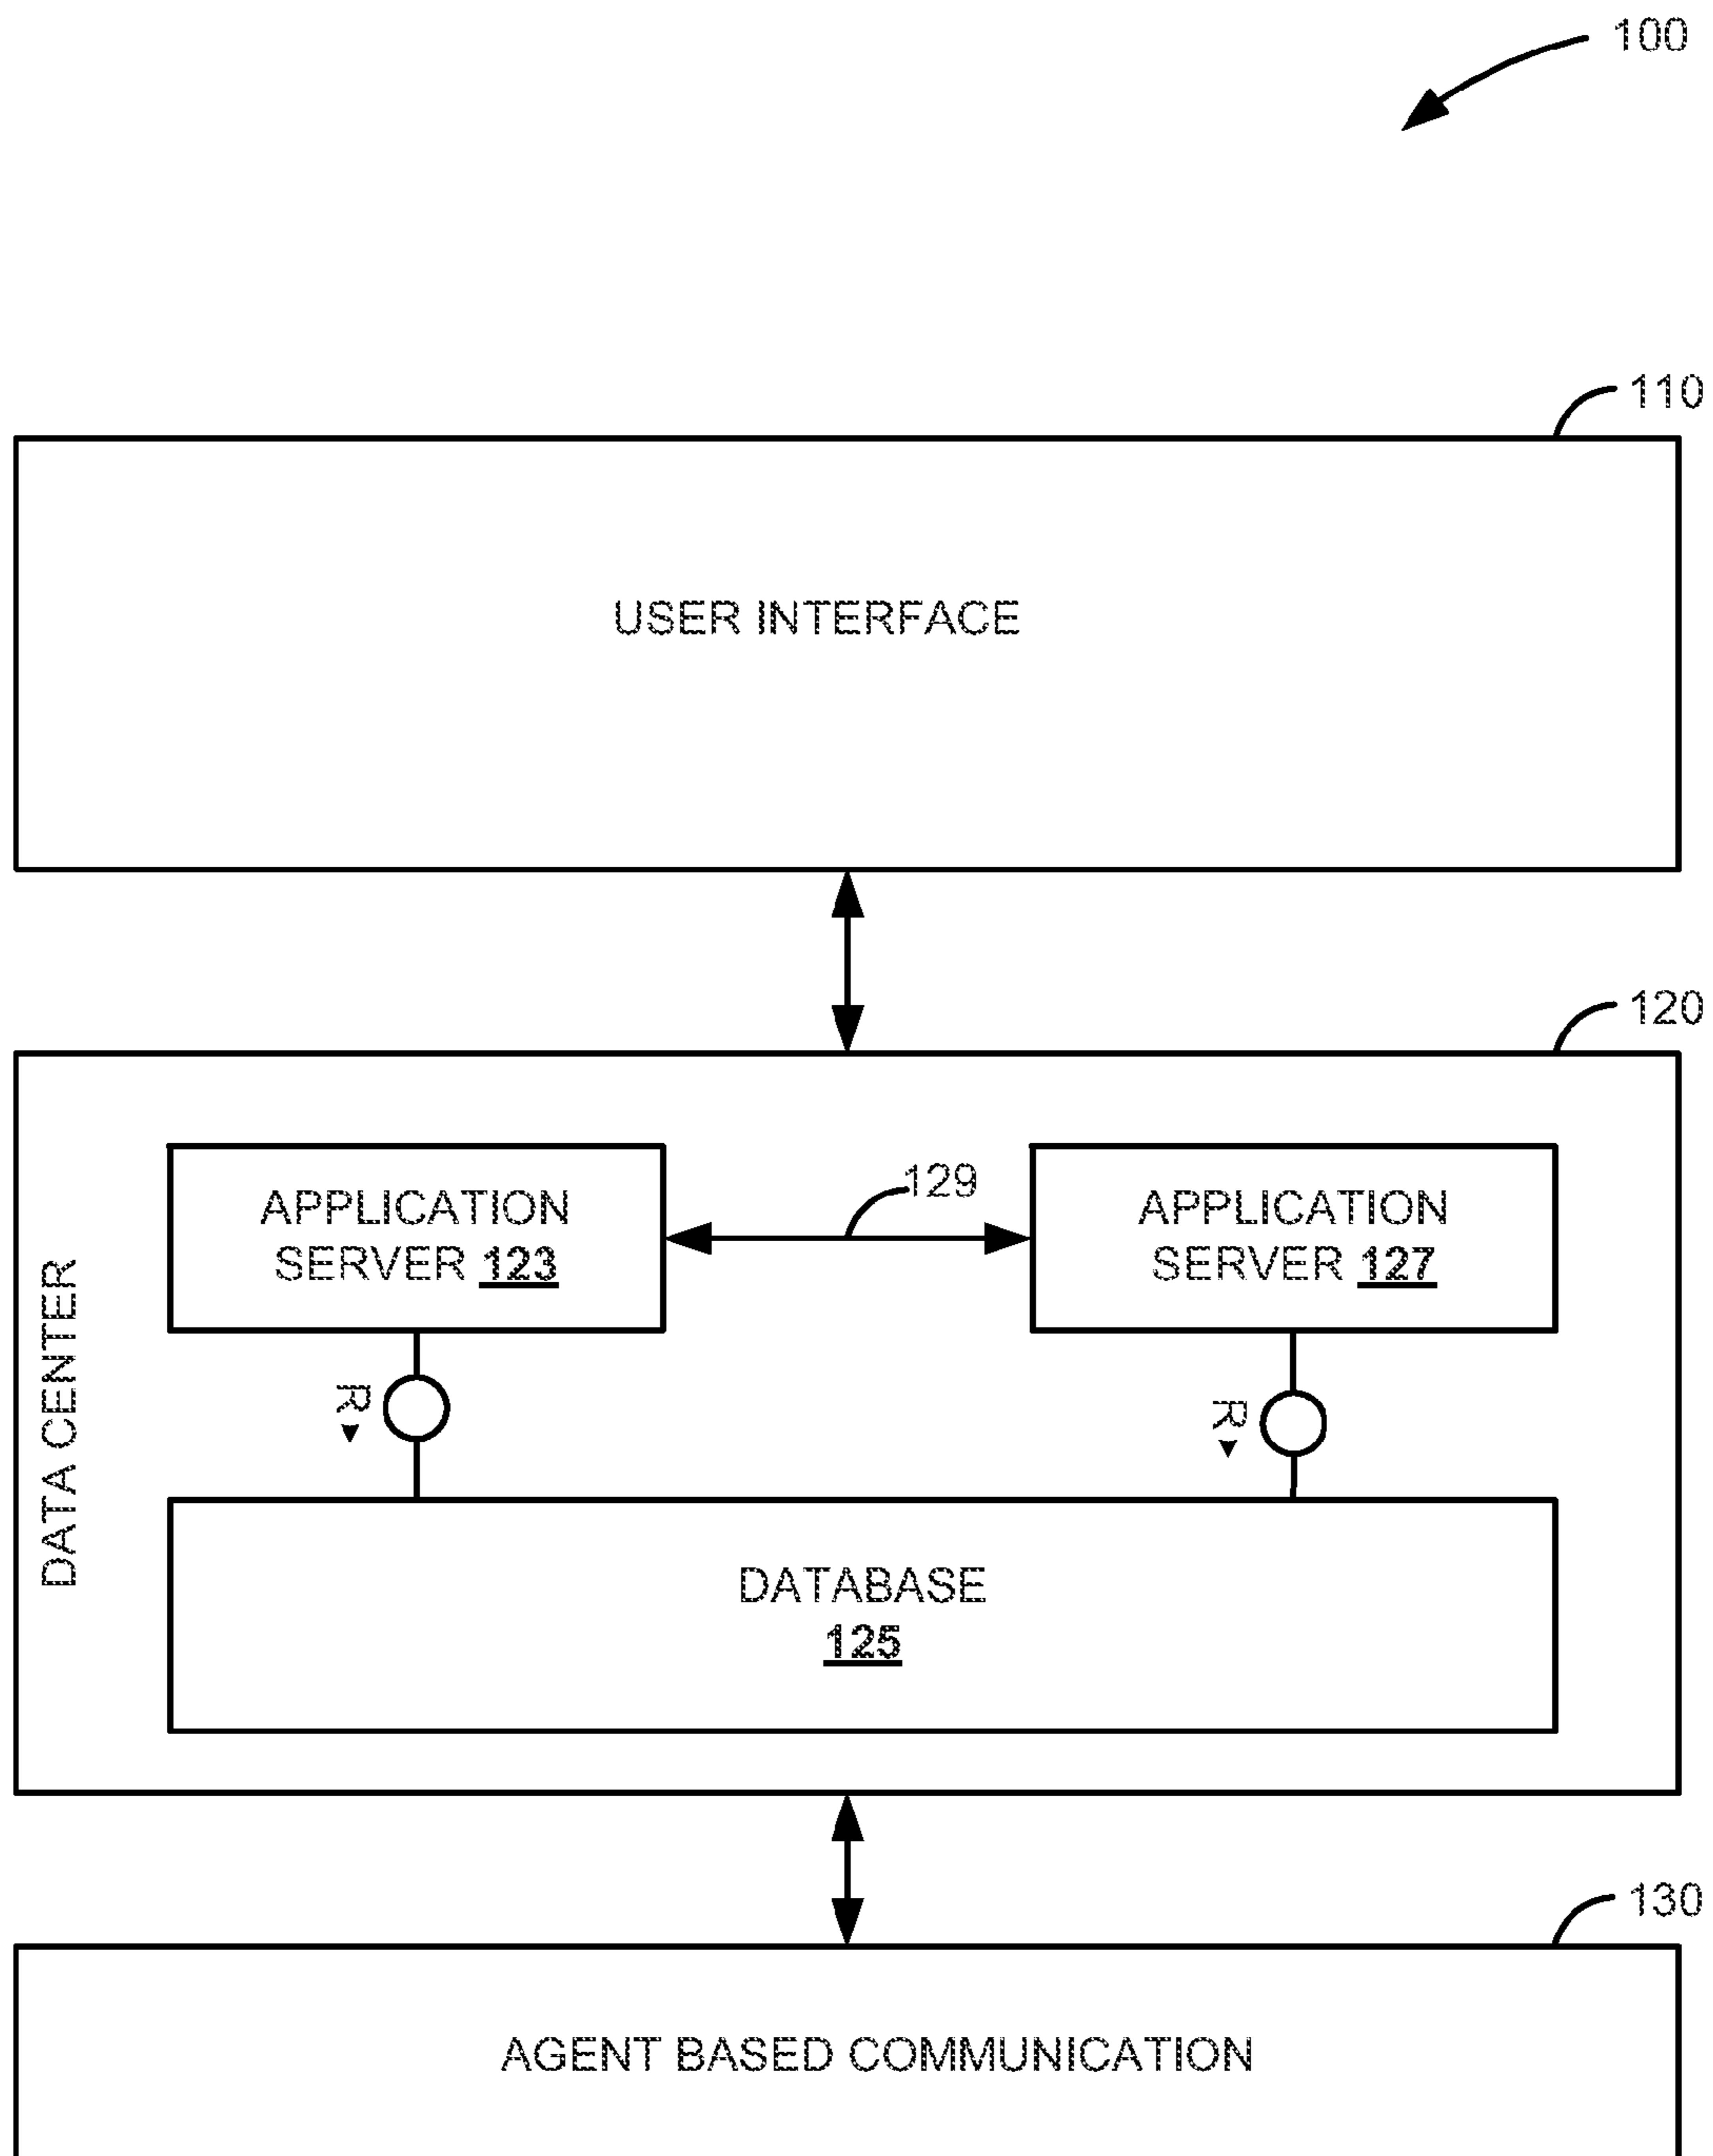 100
110
USER INTERFACE
120
DATA CENTER
APPLICATION
SERVER 123
129
APPLICATION
SERVER 127
R
R
DATABASE
125
130
AGENT BASED COMMUNICATION